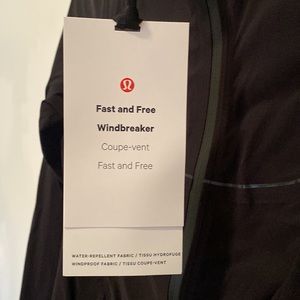 Fast and Free
Windbreaker
Coupe-vent
Fast and Free
WATER-REPELLENT FABRIC / TISSU HYDROFUGE
WINDPROOF FABRIC / TISSU COUPE-VENT